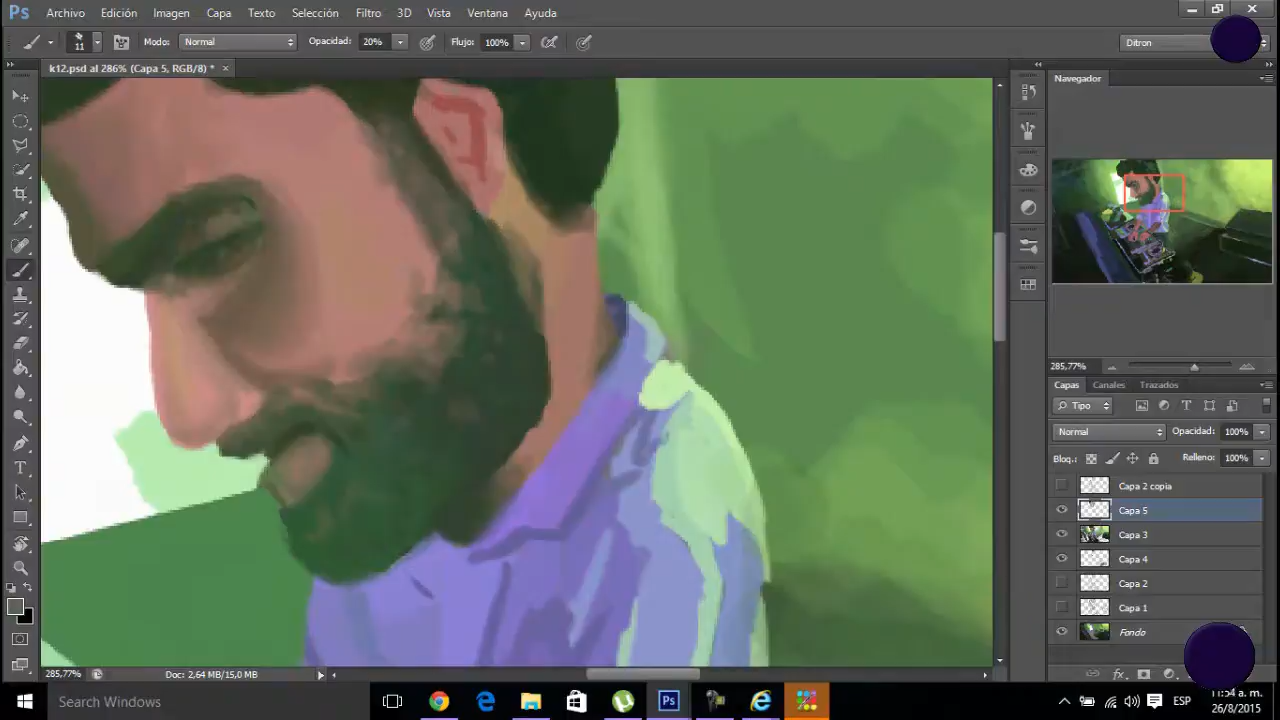 Ps Archivo Edición Imagen Capa Texto Selección Filtro 3D Vista Ventana Ayuda
11 Modo: Normal Opacidad: 20% Flujo: 100% Ditron
k12.psd al 286% (Capa 5, RGB/8) * x
Navegador
285,77%
Capas Canales Trazados
Tipo
Normal Opacidad: 100%
Bloq.: Relleno: 100%
Capa 2 copia
Capa 5
Capa 3
Capa 4
Capa 2
Capa 1
Fondo
285,77% Doc: 2,64 MB/15,0 MB
Search Windows ESP 11:54 a. m.
26/8/2015